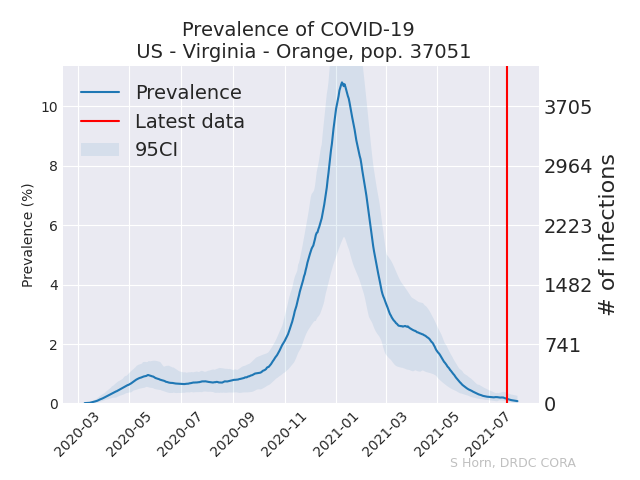 Prevalence of COVID-19
US - Virginia - Orange, pop. 37051
Prevalence
Latest data
95CI
Prevalence (%)
10
8
6
4
2
0
3705
2964
2223
1482
741
0
# of infections
2020-03
2020-05
2020-07
2020-09
2020-11
2021-01
2021-03
2021-05
2021-07
S Horn, DRDC CORA